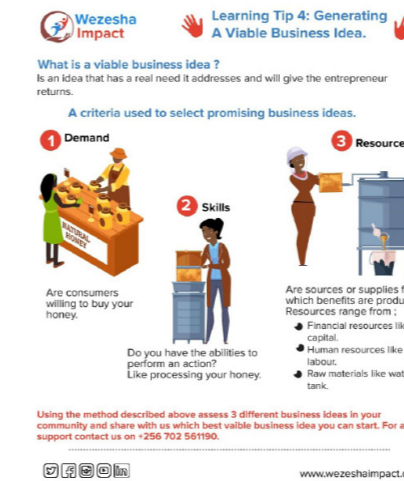 Wezesha
Impact
Learning Tip 4: Generating
A Viable Business Idea.
What is a viable business idea ?
Is an idea that has a real need it addresses and will give the entrepreneur
returns.
A criteria used to select promising business ideas.
1 Demand
NATURAL
HONEY
Are consumers
willing to buy your
honey.
2 Skills
Do you have the abilities to
perform an action?
Like processing your honey.
3 Resource
Are sources or supplies f
which benefits are produ
Resources range from ;
Financial resources lik
capital.
Human resources like
labour.
Raw materials like wat
tank.
Using the method described above assess 3 different business ideas in your
community and share with us which best vaible business idea you can start. For a
support contact us on +256 702 561190.
www.wezeshaimpact.